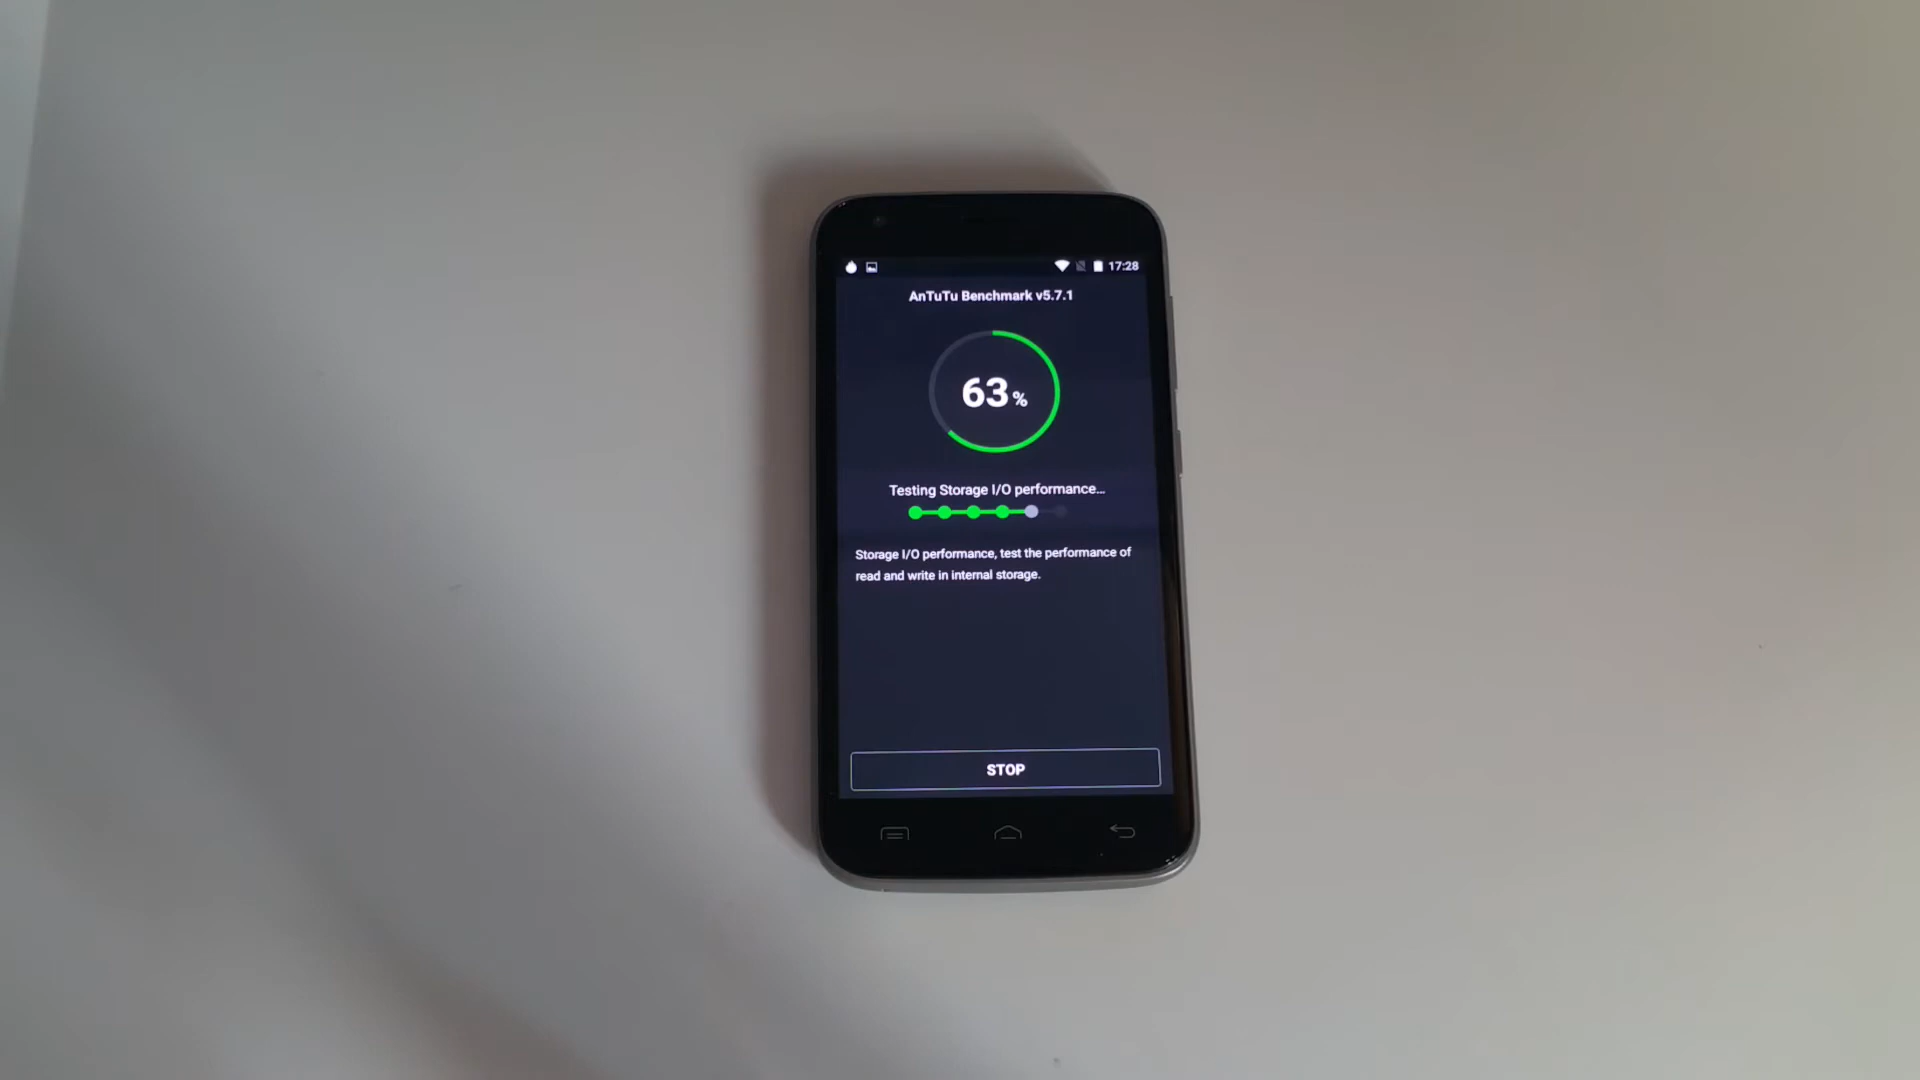 17:28
AnTuTu Benchmark v5.7.1
63%
Testing Storage I/O performance...
Storage I/O performance, test the performance of
read and write in internal storage.
STOP